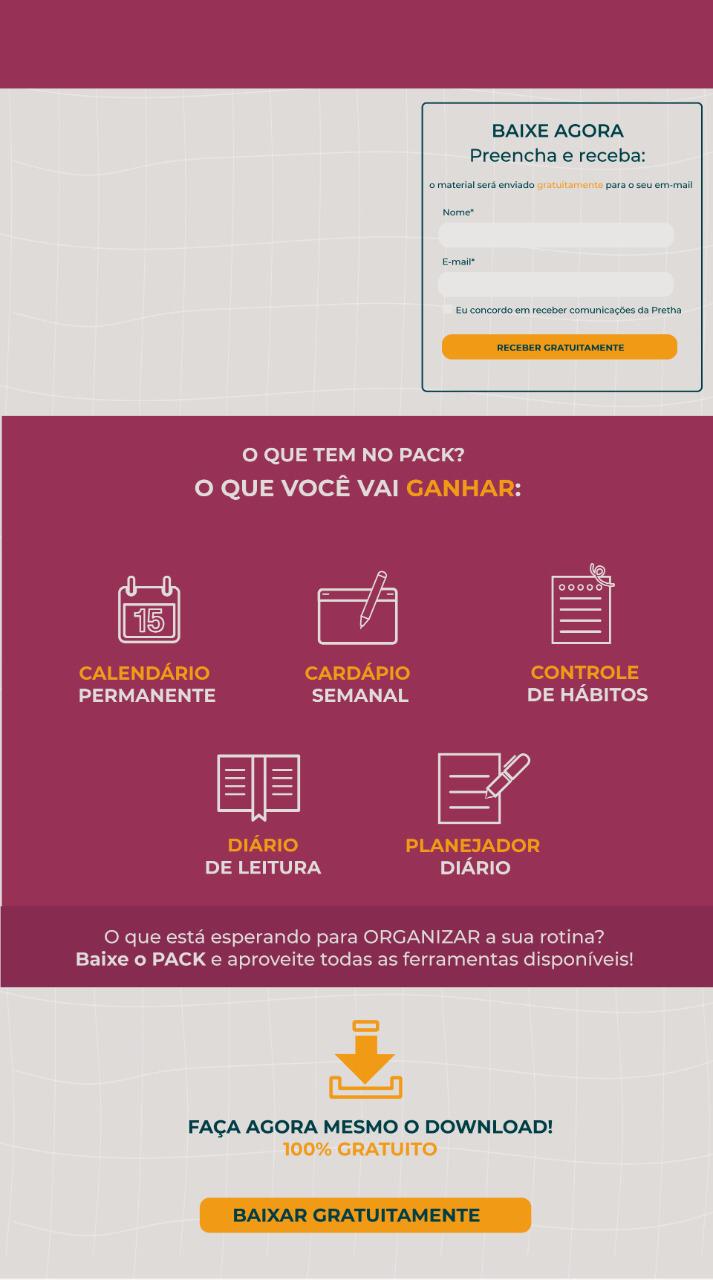 BAIXE AGORA
Preencha e receba:
o material será enviado gratuitamente para o seu em-mail
Nome*
E-mail*
Eu concordo em receber comunicações da Pretha
RECEBER GRATUITAMENTE
O QUE TEM NO PACK?
O QUE VOCÊ VAI GANHAR:
15
CALENDÁRIO
PERMANENTE
CARDÁPIO
SEMANAL
CONTROLE
DE HÁBITOS
DIÁRIO
DE LEITURA
PLANEJADOR
DIÁRIO
O que está esperando para ORGANIZAR a sua rotina?
Baixe o PACK e aproveite todas as ferramentas disponíveis!
FAÇA AGORA MESMO O DOWNLOAD!
100% GRATUITO
BAIXAR GRATUITAMENTE